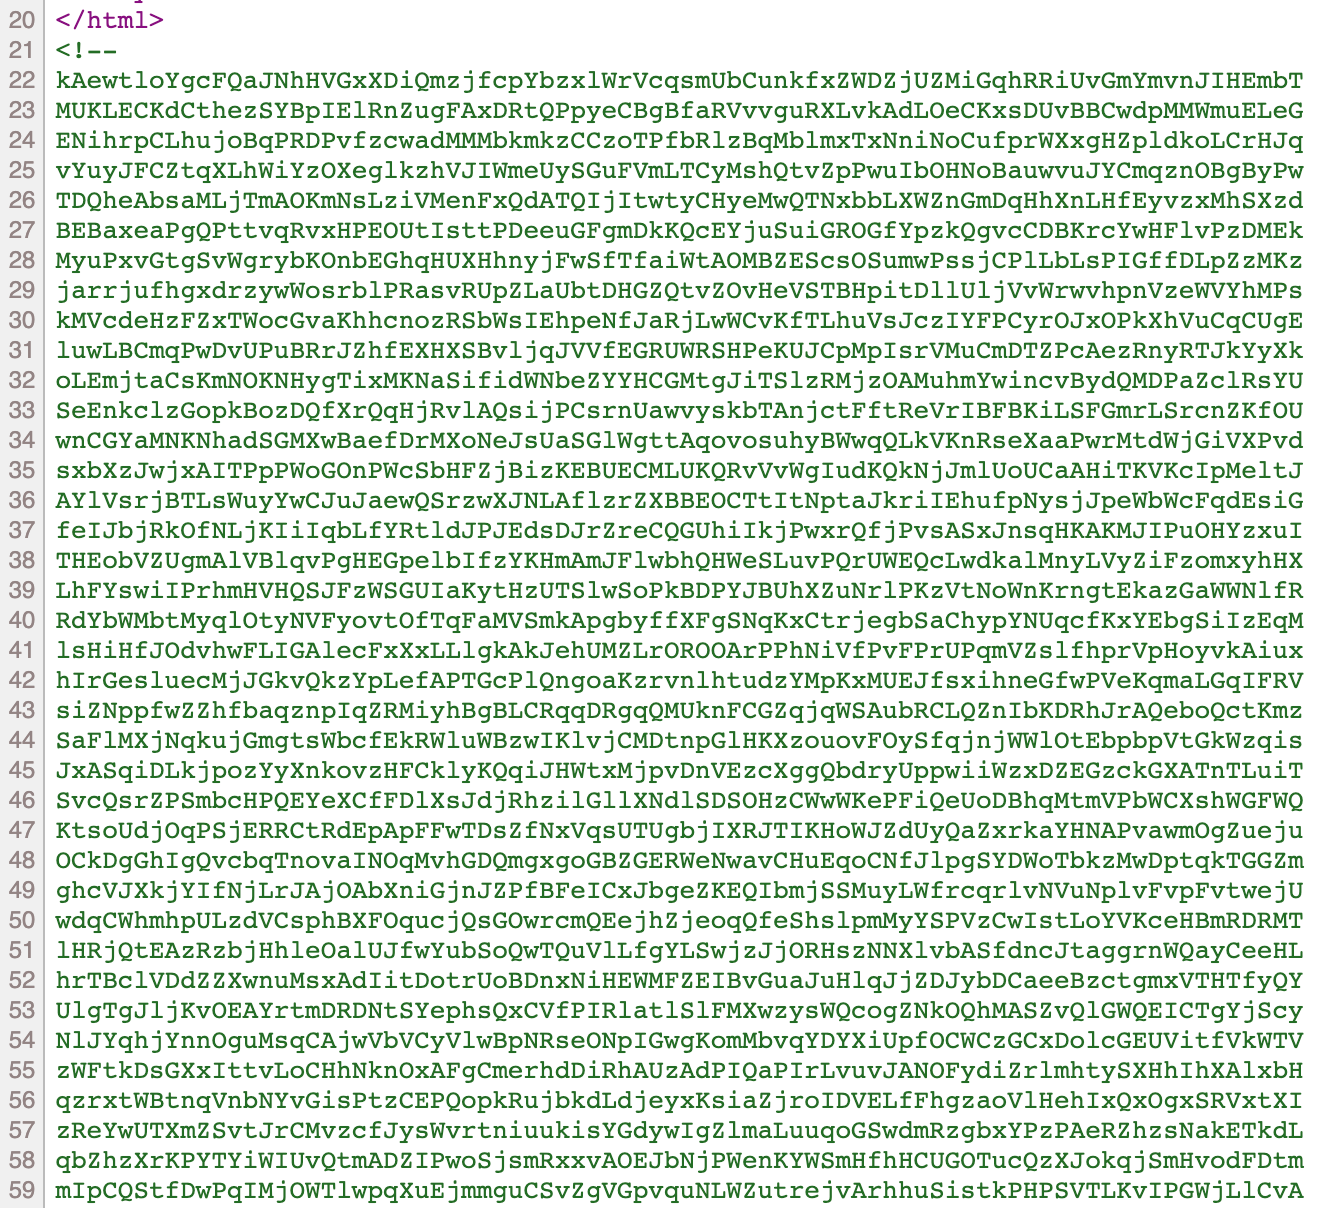 20 </html>
21 <!--
22 kAewtloYgcFQaJNhHVGxXDiQmzjfcpYbzxlWrVcqsmUbCunkfxZWDZjUZMiGqhRRiUvGmYmvnJIHEmbT
23 MUKLECKdCthezSYBpIElRnZugFAxDRtQPpyeCBgBfaRVvvguRXLvkAdLOeCKxsDUvBBCwdpMMWmuELeG
24 ENihrpCLhujoBqPRDPvfzcwadMMMbkmkzCCzoTPfbRlzBqMblmxTxNniNoCufprWXxgHZpldkoLCrHJq
25 vYuyJFCZtqXLhWiYzOXeglkzhVJIWmeUySGuFVmLTCyMshQtvZpPwuIbOHNoBauwvuJYCmqznOBgByPw
26 TDQheAbsaMLjTmAOKmNsLziVMenFxQdATQIjItwtyCHyeMwQTNxbbLXWZnGmDqHhXnLHfEyvzxMhSXzd
27 BEBaxeaPgQPttvqRvxHPEOUtIsttPDeeuGFgmDkKQcEYjuSuiGROGfYpzkQgvcCDBKrcYwHFlvPzDMEk
28 MyuPxvGtgSvWgrybKOnbEGhqHUXHhnyjFwSfTfaiWtAOMBZEScsOSumwPssjCPlLbLsPIGffDLpZzMKz
29 jarrjufhgxdrzywWosrblPRasvRUpZLaUbtDHGZQtvZOvHeVSTBHpitDllUljVvWrwvhpnVzeWVYhMPs
30 kMVcdeHzFZxTWocGvaKhhcnozRSbWsIEhpeNfJaRjLwWCvKfTLhuVsJczIYFPCyrOJxOPkXhVuCqCUgE
31 luwLBCmqPwDvUPuBRrJZhfEXHXSBvljqJVVfEGRUWRSHPeKUJCpMpIsrVMuCmDTZPcAezRnyRTJkYyXk
32 oLEmjtaCsKmNOKNHygTixMKNaSifidWNbeZYYHCGMtgJiTSlzRMjzOAMuhmYwincvBydQMDPaZclRsYU
33 SeEnkclzGopkBozDQfXrQqHjRvlAQsijPCsrnUawvyskbTAnjctFftReVrIBFBKiLSFGmrLSrcnZKfOU
34 wnCGYaMNKNhadSGMXwBaefDrMXoNeJsUaSGlWgttAqovosuhyBWwqQLkVKnRseXaaPwrMtdWjGiVXPvd
35 sxbXzJwjxAITPpPWoGOnPWcSbHFZjBizKEBUECMLUKQRvVvWgIudKQkNjJmlUoUCaAHiTKVKcIpMeltJ
36 AYlVsrjBTLsWuyYwCJuJaewQSrzwXJNLAflzrZXBBEOCTtItNptaJkriIEhufpNysjJpeWbWcFqdEsiG
37 feIJbjRkOfNLjKIiIqbLfYRtldJPJEdsDJrZreCQGUhiIkjPwxrQfjPvsASxJnsqHKAKMJIPuOHYzxuI
38 THEobVZUgmAlVBlqvPgHEGpelbIfzYKHmAmJFlwbhQHWeSLuvPQrUWEQcLwdkalMnyLVyZiFzomxyhHX
39 LhFYswiIPrhmHVHQSJFzWSGUIaKytHzUTSlwSoPkBDPYJBUhXZuNrlPKzVtNoWnKrngtEkazGaWWNlfR
40 RdYbWMbtMyqlOtyNVFyovtOfTqFaMVSmkApgbyffXFgSNqKxCtrjegbSaChypYNUqcfKxYEbgSiIzEqM
41 lsHiHfJOdvhwFLIGAlecFxXxLLlgkAkJehUMZLrOROOArPPhNiVfPvFPrUPqmVZslfhprVpHoyvkAiux
42 hIrGesluecMjJGkvQkzYpLefAPTGcPlQngoaKzrvnlhtudzYMpKxMUEJfsxihneGfwPVeKqmaLGqIFRV
43 siZNppfwZZhfbaqznpIqZRMiyhBgBLCRqqDRgqQMUknFCGZqjqWSAubRCLQZnIbKDRhJrAQeboQctKmz
44 SaFlMXjNqkujGmgtsWbcfEkRWluWBzwIKlvjCMDtnpGlHKXzouovFOySfqjnjWWlOtEbpbpVtGkWzqis
45 JxASqiDLkjpozYyXnkovzHFCklyKQqiJHWtxMjpvDnVEzcXggQbdryUppwiiWzxDZEGzckGXATnTLuiT
46 SvcQsrZPSmbcHPQEYeXCfFDlXsJdjRhzilGllXNdlSDSOHzCWwWKePFiQeUoDBhqMtmVPbWCXshWGFWQ
47 KtsoUdjOqPSjERRCtRdEpApFFwTDsZfNxVqsUTUgbjIXRJTIKHoWJZdUyQaZxrkaYHNAPvawmOgZueju
48 OCkDgGhIgQvcbqTnovaINOqMvhGDQmgxgoGBZGERWeNwavCHuEqoCNfJlpgSYDWoTbkzMwDptqkTGGZm
49 ghcVJXkjYIfNjLrJAjOAbXniGjnJZPfBFeICxJbgeZKEQIbmjSSMuyLWfrcqrlvNVuNplvFvpFvtwejU
50 wdqCWhmhpULzdVCsphBXFOqucjQsGOwrcmQEejhZjeoqQfeShslpmMyYSPVzCwIstLoYVKceHBmRDRMT
51 lHRjQtEAzRzbjHhleOalUJfwYubSoQwTQuVlLfgYLSwjzJjORHszNNXlvbASfdncJtaggrnWQayCeeHL
52 hrTBclVDdZZXwnuMsxAdIitDotrUoBDnxNiHEWMFZEIBvGuaJuHlqJjZDJybDCaeeBzctgmxVTHTfyQY
53 UlgTgJljKvOEAYrtmDRDNtSYephsQxCVfPIRlatlSlFMXwzysWQcogZNkOQhMASZvQlGWQEICTgYjScy
54 NlJYqhjYnnOguMsqCAjwVbVCyVlwBpNRseONpIGwgKomMbvqYDYXiUpfOCWCzGCxDolcGEUVitfVkWTV
55 zWFtkDsGXxIttvLoCHhNknOxAFgCmerhdDiRhAUzAdPIQaPIrLvuvJANOFydiZrlmhtySXHhIhXAlxbH
56 qzrxtWBtnqVnbNYvGisPtzCEPQopkRujbkdLdjeyxKsiaZjroIDVELfFhgzaoVlHehIxQxOgxSRVxtXI
57 zReYwUTXmZSvtJrCMvzcfJysWvrtniuukisYGdywIgZlmaLuuqoGSwdmRzgbxYPzPAeRZhzsNakETkdL
58 qbZhzXrKPYTYiWIUvQtmADZIPwoSjsmRxxvAOEJbNjPWenKYWSmHfhHCUGOTucQzXJokqjSmHvodFDtm
59 mIpCQStfDwPqIMjOWTlwpqXuEjmmguCSvZgVGpvquNLWZutrejvArhhuSistkPHPSVTLKvIPGWjLlCvA